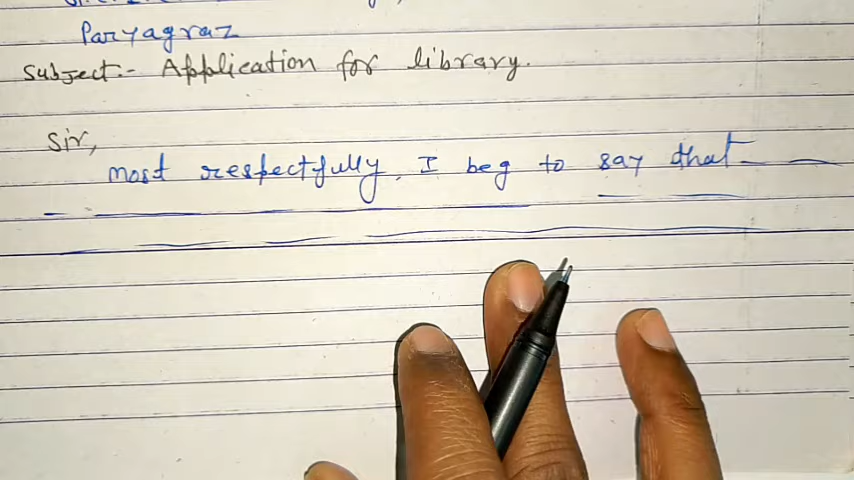 Paryagraz
Subject:- Application for library.
Sir,
most respectfully, I beg to say that